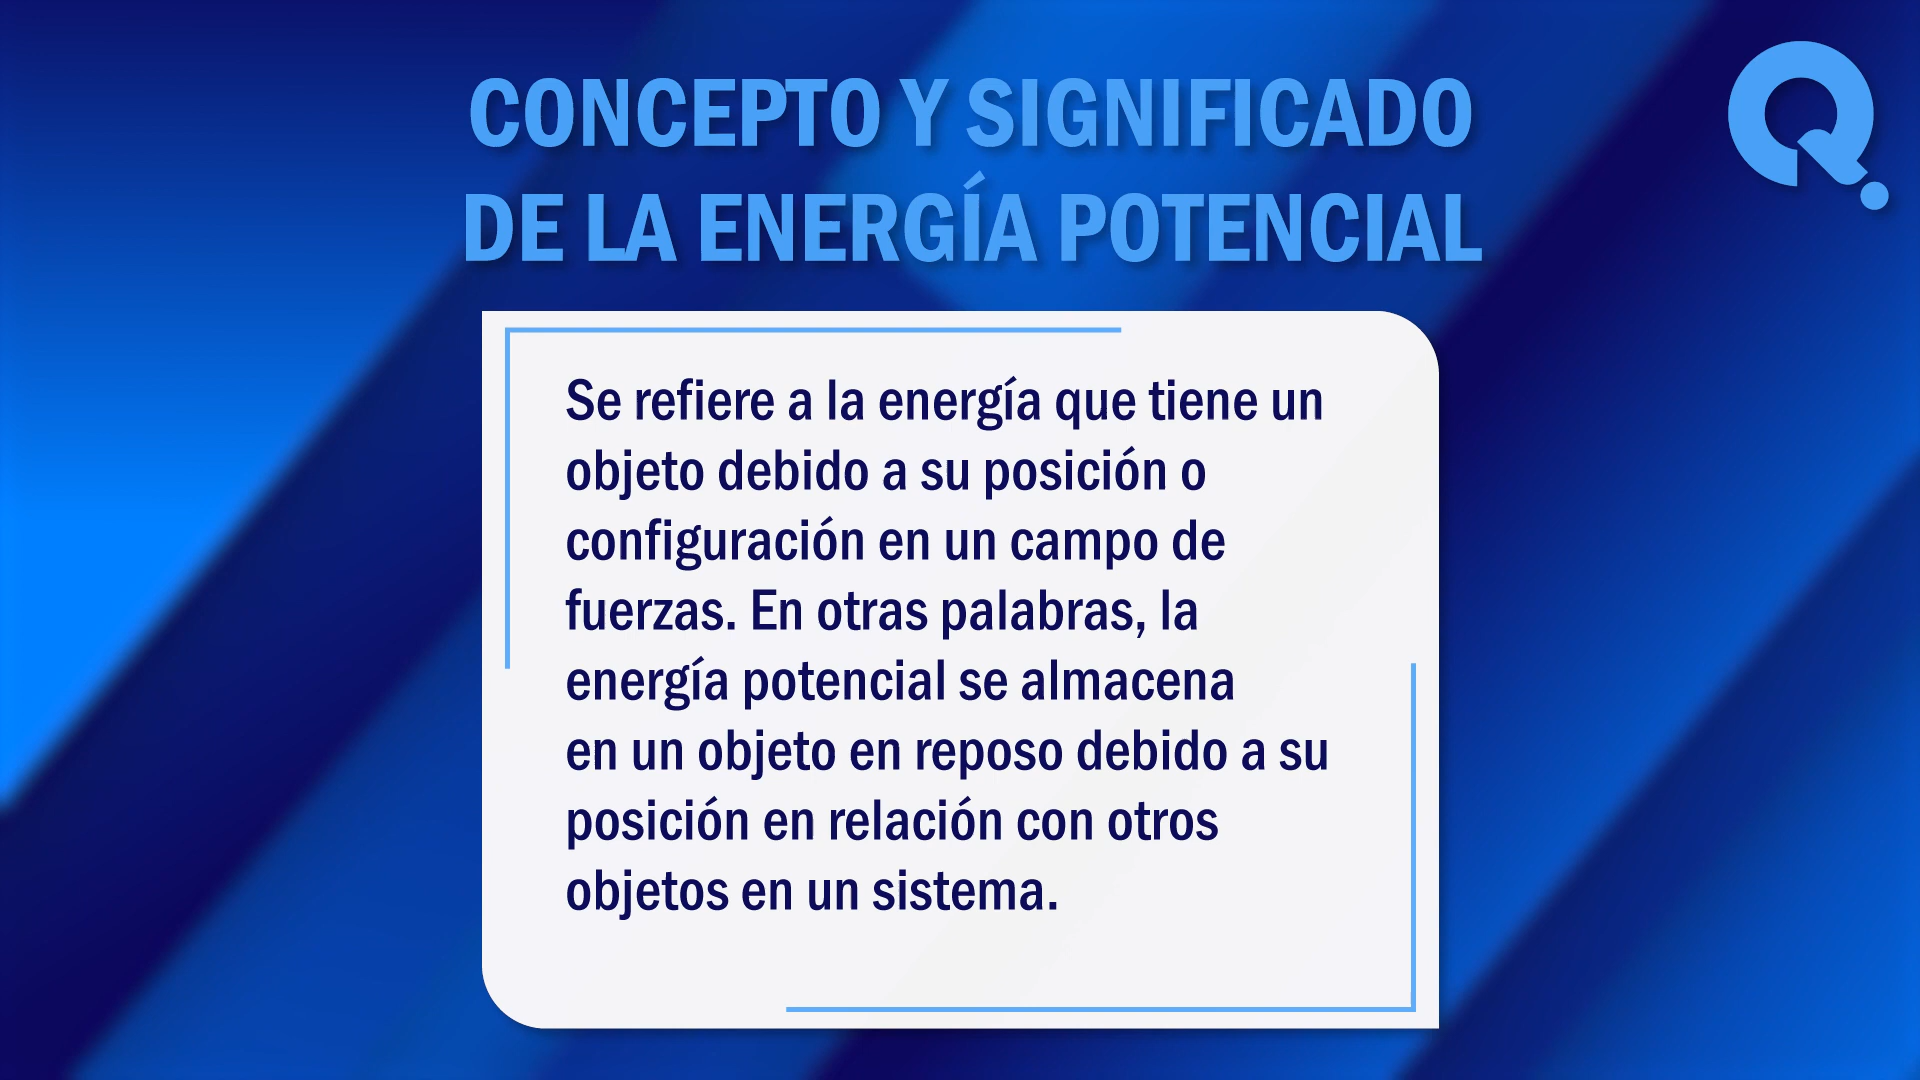 CONCEPTO Y SIGNIFICADO
DE LA ENERGÍA POTENCIAL
Se refiere a la energía que tiene un
objeto debido a su posición o
configuración en un campo de
fuerzas. En otras palabras, la
energía potencial se almacena
en un objeto en reposo debido a su
posición en relación con otros
objetos en un sistema.
Q.